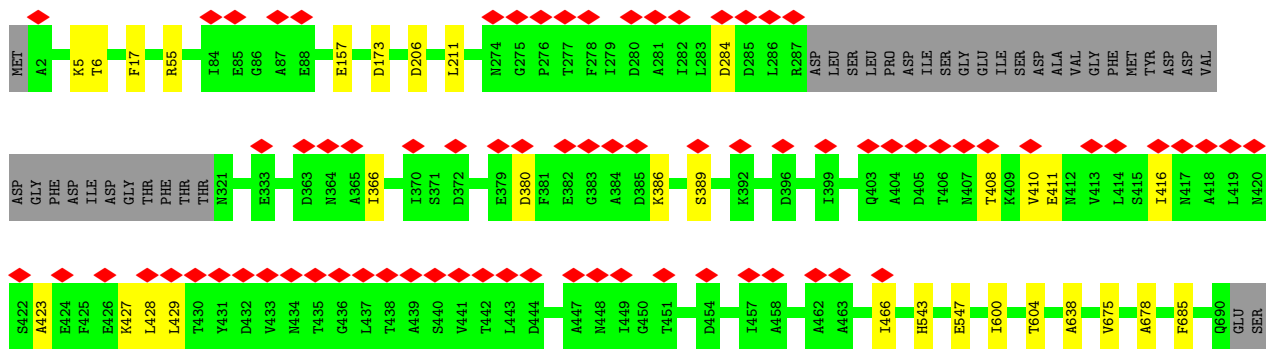 MET A2 K5 T6 F17 R55 I84 E85 G86 A87 E88 E157 D173 D206 L211 N274 G275 P276 T277 F278 I279 D280 A281 I282 L283 D284 D285 L286 R287 ASP LEU SER LEU PRO ASP ILE SER GLY GLU ILE SER ASP ALA VAL GLY PHE MET TYR ASP ASP VAL
ASP GLY PHE ASP ILE ASP GLY THR PHE THR THR N321 E333 D363 N364 A365 I366 I370 S371 D372 E379 D380 F381 E382 G383 A384 D385 K386 S389 K392 D396 I399 Q403 A404 D405 T406 N407 T408 K409 V410 E411 N412 V413 L414 S415 I416 N417 A418 L419 N420
S422 A423 E424 F425 E426 K427 L428 L429 T430 Y431 D432 V433 N434 T435 G436 L437 T438 A439 S440 V441 T442 L443 D444 A447 N448 I449 G450 T451 D454 I457 A458 A462 A463 I466 H543 E547 I600 T604 A638 V675 A678 F685 Q690 GLU SER